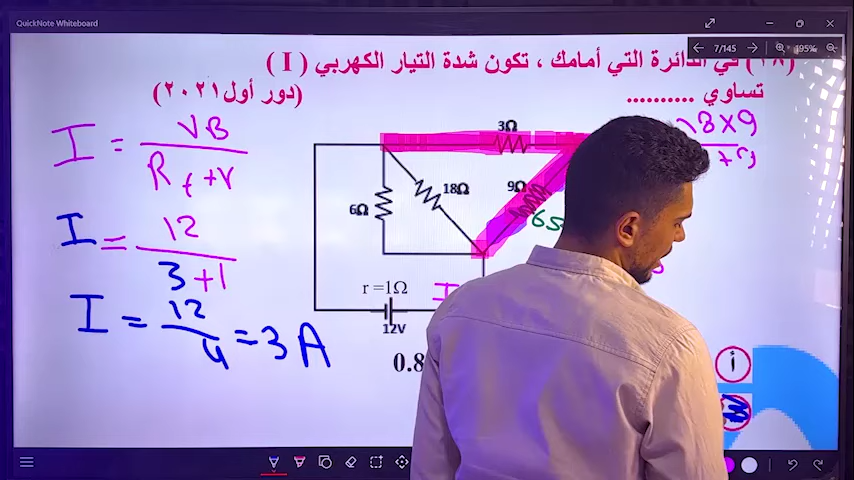 QuickNote Whiteboard
7/145
195%
في الدائرة التي أمامك ، تكون شدة التيار الكهربي ( I )
تساوي ..........
(دور أول ٢٠٢١)
I = VB / Rt + r
I = 12 / 3+1
I = 12 / 4 = 3 A
3Ω
18Ω
9Ω
6Ω
r =1Ω
12V
I
0.8
أ